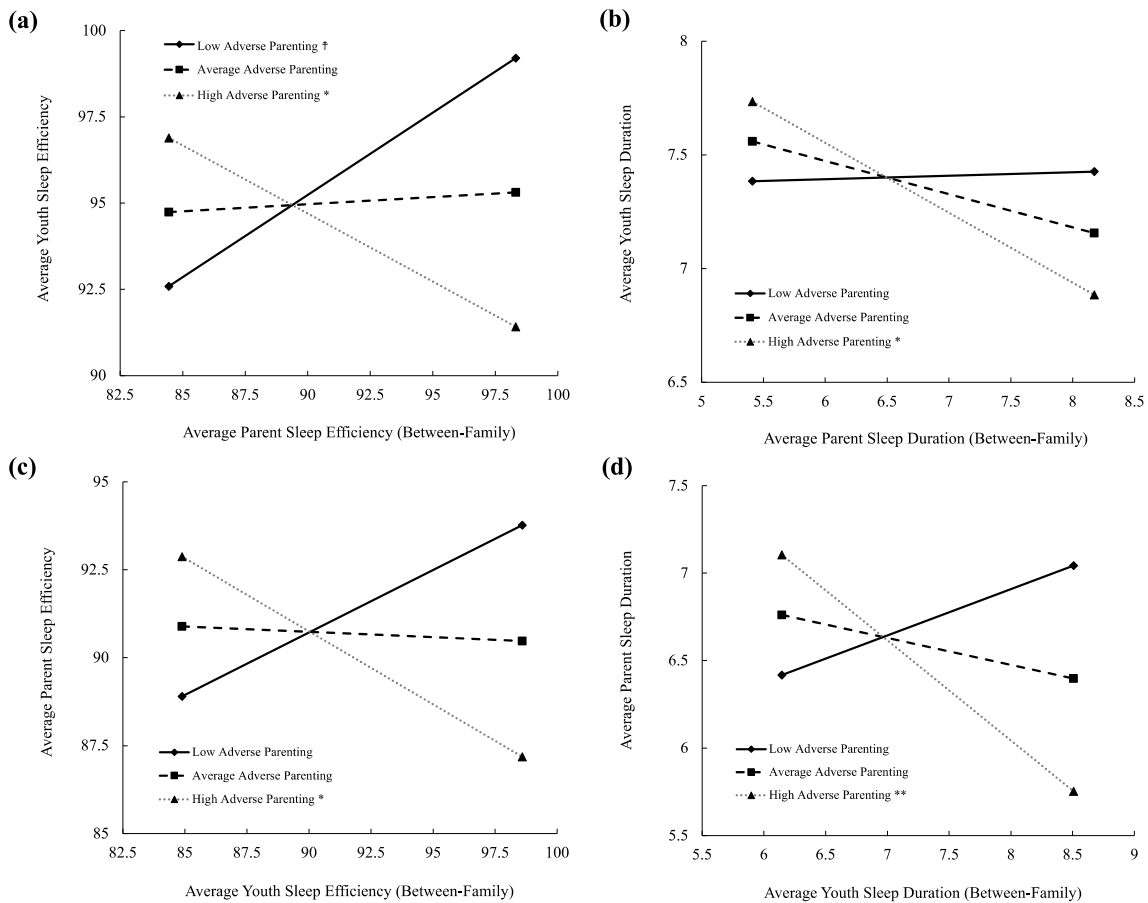 (a)
100
97.5
95
92.5
90
Average Youth Sleep Efficiency
Low Adverse Parenting †
Average Adverse Parenting
High Adverse Parenting *
82.5 85 87.5 90 92.5 95 97.5 100
Average Parent Sleep Efficiency (Between-Family)
(b)
8
7.5
7
6.5
Average Youth Sleep Duration
Low Adverse Parenting
Average Adverse Parenting
High Adverse Parenting *
5 5.5 6 6.5 7 7.5 8 8.5
Average Parent Sleep Duration (Between-Family)
(c)
95
92.5
90
87.5
85
Average Parent Sleep Efficiency
Low Adverse Parenting
Average Adverse Parenting
High Adverse Parenting *
82.5 85 87.5 90 92.5 95 97.5 100
Average Youth Sleep Efficiency (Between-Family)
(d)
7.5
7
6.5
6
5.5
Average Parent Sleep Duration
Low Adverse Parenting
Average Adverse Parenting
High Adverse Parenting **
5.5 6 6.5 7 7.5 8 8.5 9
Average Youth Sleep Duration (Between-Family)